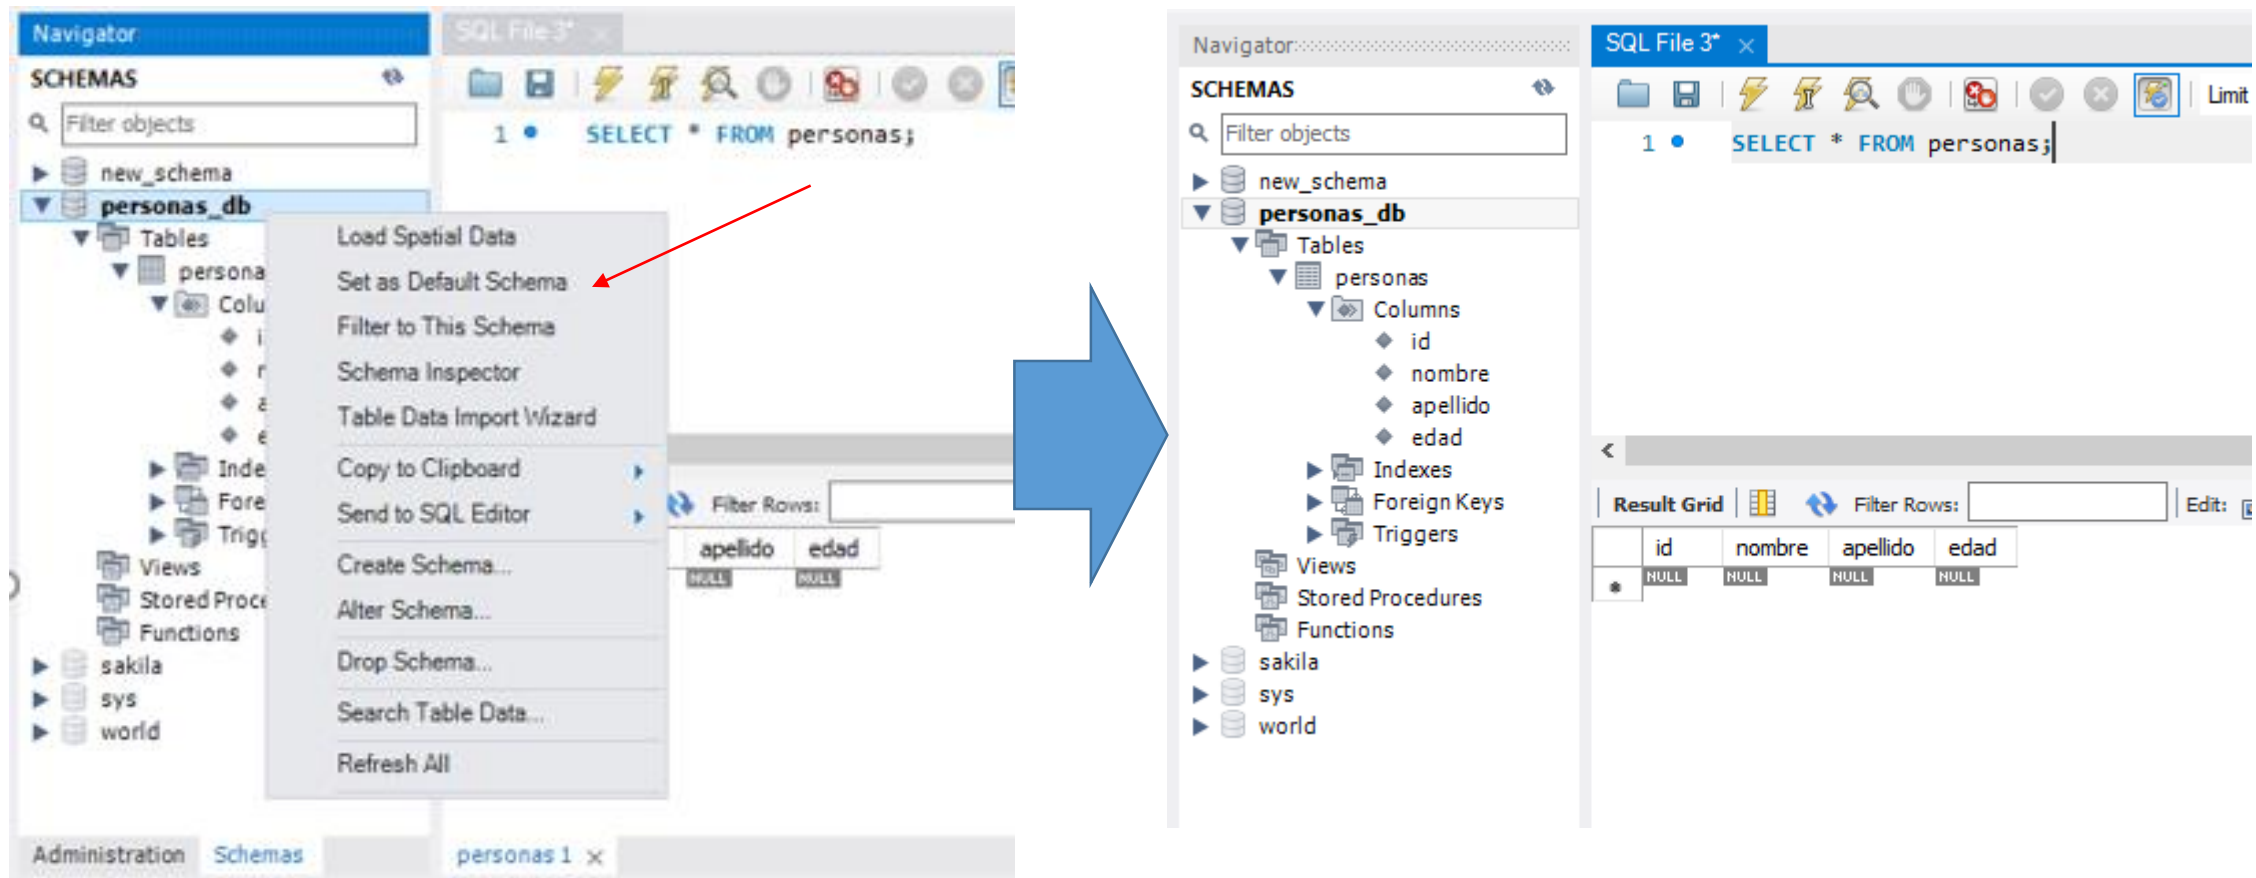 Navigator
SQL File 3*
SCHEMAS
Filter objects
1 SELECT * FROM personas;
new_schema
personas_db
Tables
persona
Colu
i
r
a
e
Inde
Fore
Trigg
Views
Stored Proce
Functions
sakila
sys
world
Load Spatial Data
Set as Default Schema
Filter to This Schema
Schema Inspector
Table Data Import Wizard
Copy to Clipboard
Send to SQL Editor
Create Schema...
Alter Schema...
Drop Schema...
Search Table Data...
Refresh All
Filter Rows:
apellido edad
NULL NULL
Administration Schemas
personas 1
Navigator
SQL File 3*
SCHEMAS
Limit
Filter objects
1 SELECT * FROM personas;
new_schema
personas_db
Tables
personas
Columns
id
nombre
apellido
edad
Indexes
Foreign Keys
Triggers
Views
Stored Procedures
Functions
sakila
sys
world
Result Grid Filter Rows: Edit:
id nombre apellido edad
NULL NULL NULL NULL